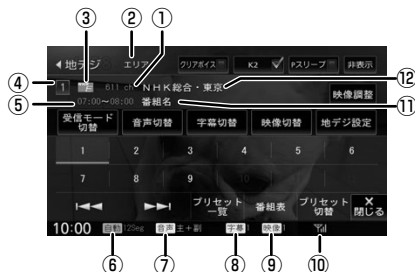 ③ ② ①
地デジ エリア クリアボイス K2 Pスリープ 非表示
④ 1 地デジ 611 ch NHK総合・東京 ⑫
⑤ 07:00~08:00 番組名 ⑪ 映像調整
受信モード切替 音声切替 字幕切替 映像切替 地デジ設定
1 2 3 4 5 6
7 8 9 10
プリセット一覧 番組表 プリセット切替 閉じる
10:00 自動 12Seg 音声 主+副 字幕 1 映像 1
⑥ ⑦ ⑧ ⑨ ⑩